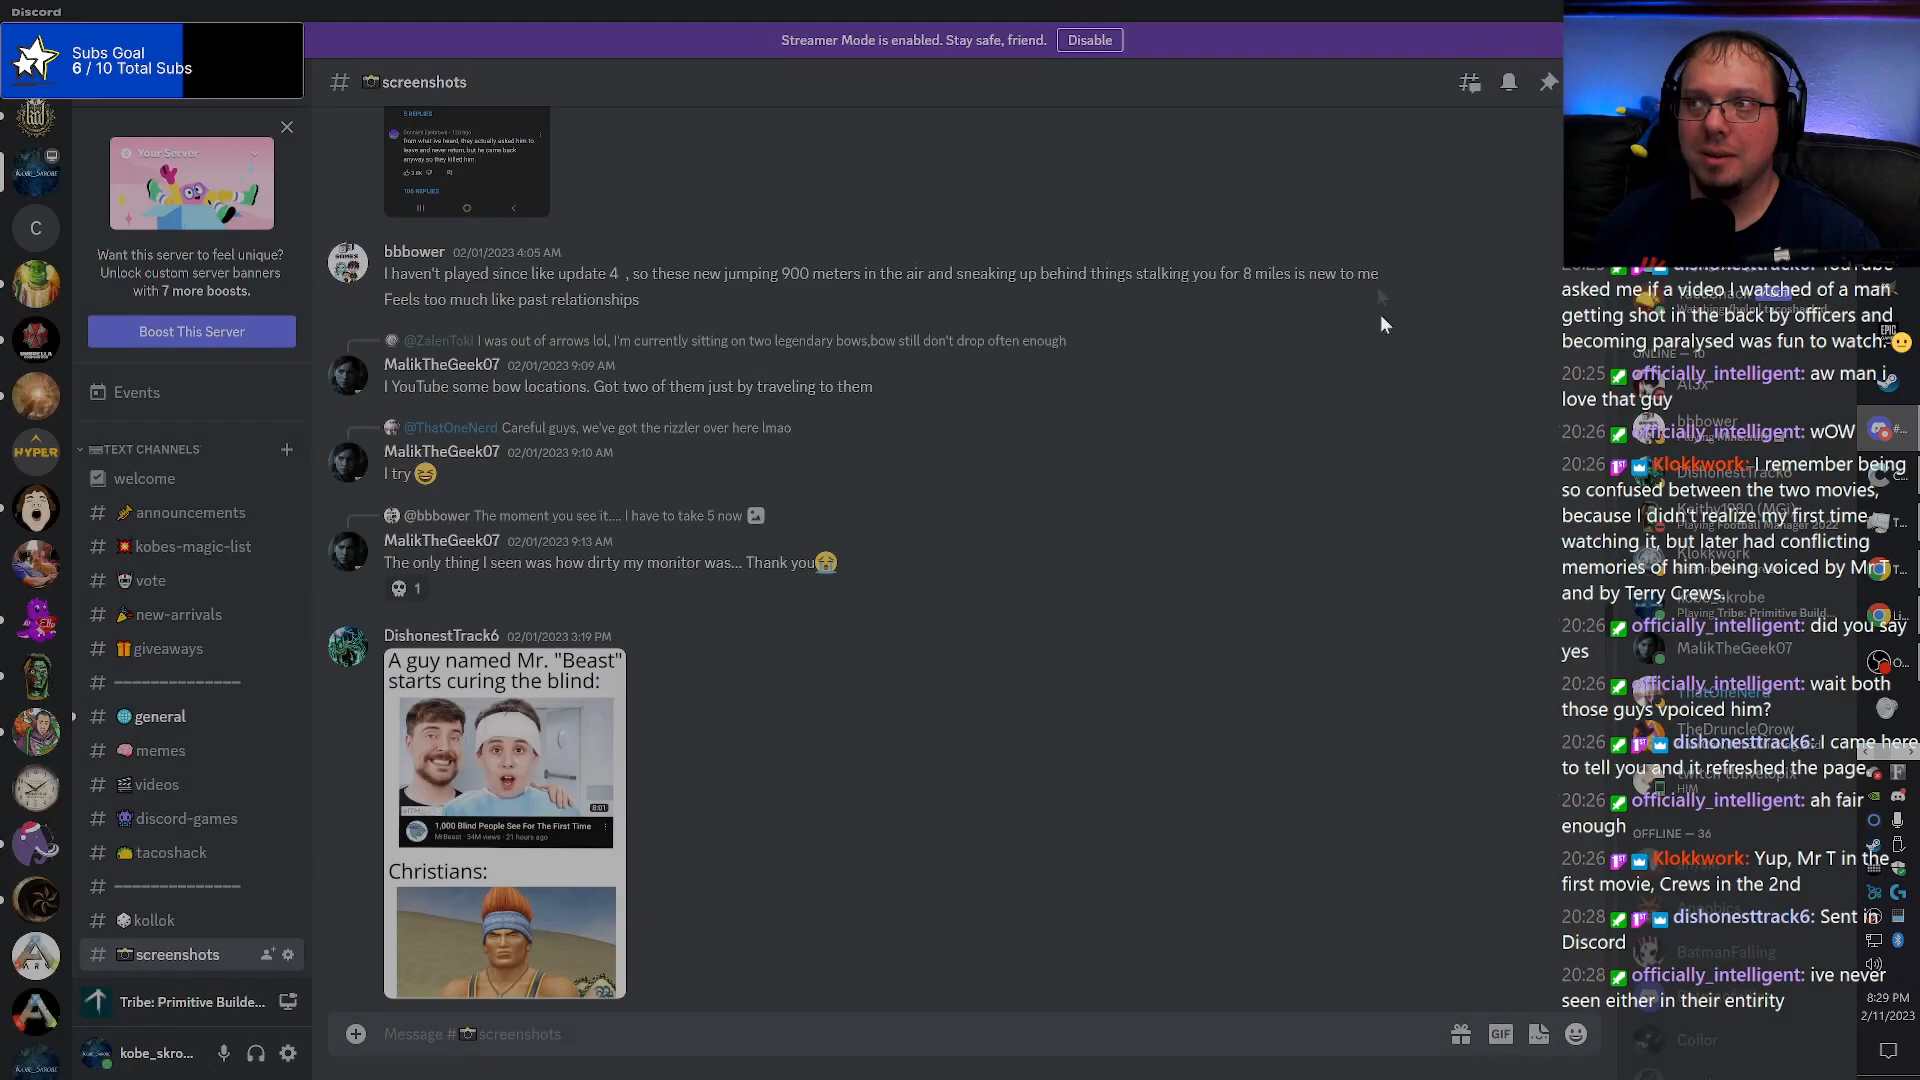 Discord
Subs Goal
6 / 10 Total Subs
Streamer Mode is enabled. Stay safe, friend.
Disable
screenshots
Your Server
Want this server to feel unique?
Unlock custom server banners
with 7 more boosts.
Boost This Server
Events
TEXT CHANNELS
welcome
announcements
kobes-magic-list
vote
new-arrivals
giveaways
general
memes
videos
discord-games
tacoshack
kollok
screenshots
Tribe: Primitive Builde...
kobe_skro...
C
HYPER
5 REPLIES
from what ive heard, they actually asked him to
leave and never return, but he came back
anyway so they killed him.
3.8K
106 REPLIES
bbbower 02/01/2023 4:05 AM
I haven't played since like update 4 , so these new jumping 900 meters in the air and sneaking up behind things stalking you for 8 miles is new to me
Feels too much like past relationships
@ZalenToki I was out of arrows lol, I'm currently sitting on two legendary bows,bow still don't drop often enough
MalikTheGeek07 02/01/2023 9:09 AM
I YouTube some bow locations. Got two of them just by traveling to them
@ThatOneNerd Careful guys, we've got the rizzler over here lmao
MalikTheGeek07 02/01/2023 9:10 AM
I try
@bbbower The moment you see it.... I have to take 5 now
MalikTheGeek07 02/01/2023 9:13 AM
The only thing I seen was how dirty my monitor was... Thank you
1
DishonestTrack6 02/01/2023 3:19 PM
A guy named Mr. "Beast"
starts curing the blind:
8:01
1,000 Blind People See For The First Time
MrBeast · 34M views · 21 hours ago
Christians:
Message #screenshots
GIF
asked me if a video I watched of a man
getting shot in the back by officers and
becoming paralysed was fun to watch.
ONLINE — 10
20:25 officially_intelligent: aw man i
love that guy
bbbower
20:26 officially_intelligent: wOW
20:26 Klokkwork: I remember being
so confused between the two movies,
because I didn't realize my first time
watching it, but later had conflicting
memories of him being voiced by Mr T
and by Terry Crews.
Playing Football Manager 2022
Klokkwork
kobe_skrobe
Playing Tribe: Primitive Build...
20:26 officially_intelligent: did you say
yes
MalikTheGeek07
20:26 officially_intelligent: wait both
those guys vpoiced him?
ThatOneNerd
TheDruncleOrow
20:26 dishonesttrack6: I came here
to tell you and it refreshed the page
HIM
20:26 officially_intelligent: ah fair
enough
OFFLINE — 36
20:26 Klokkwork: Yup, Mr T in the
first movie, Crews in the 2nd
20:28 dishonesttrack6: Sent in
Discord
BatmanFalling
20:28 officially_intelligent: ive never
seen either in their entirity
Coilor
8:29 PM
2/11/2023